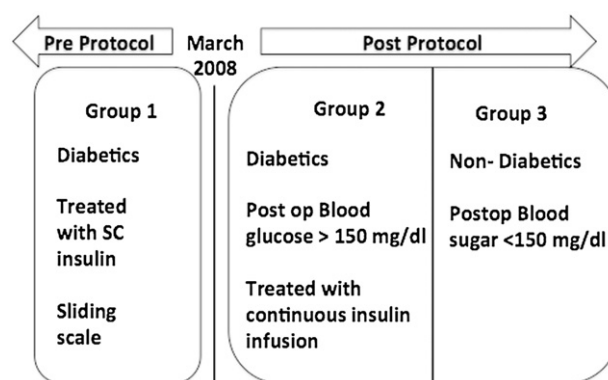 Pre Protocol
March
2008
Post Protocol
Group 1
Diabetics
Treated
with SC
insulin
Sliding
scale
Group 2
Diabetics
Post op Blood
glucose > 150 mg/dl
Treated with
continuous insulin
infusion
Group 3
Non- Diabetics
Postop Blood
sugar <150 mg/dl